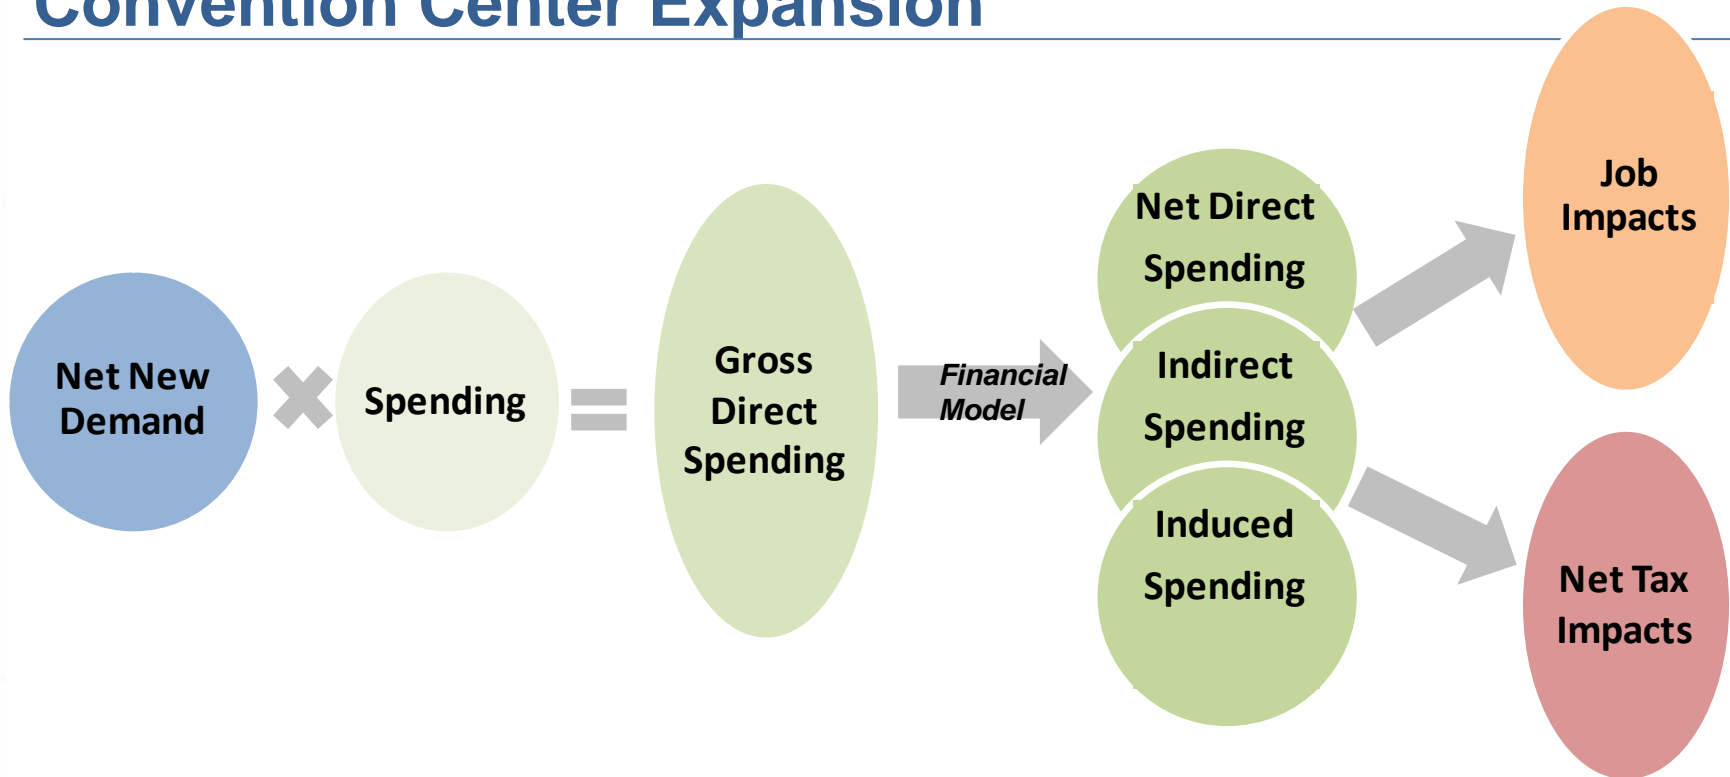 Convention Center Expansion
Net New
Demand
Spending
Gross
Direct
Spending
Financial
Model
Net Direct
Spending
Indirect
Spending
Induced
Spending
Job
Impacts
Net Tax
Impacts